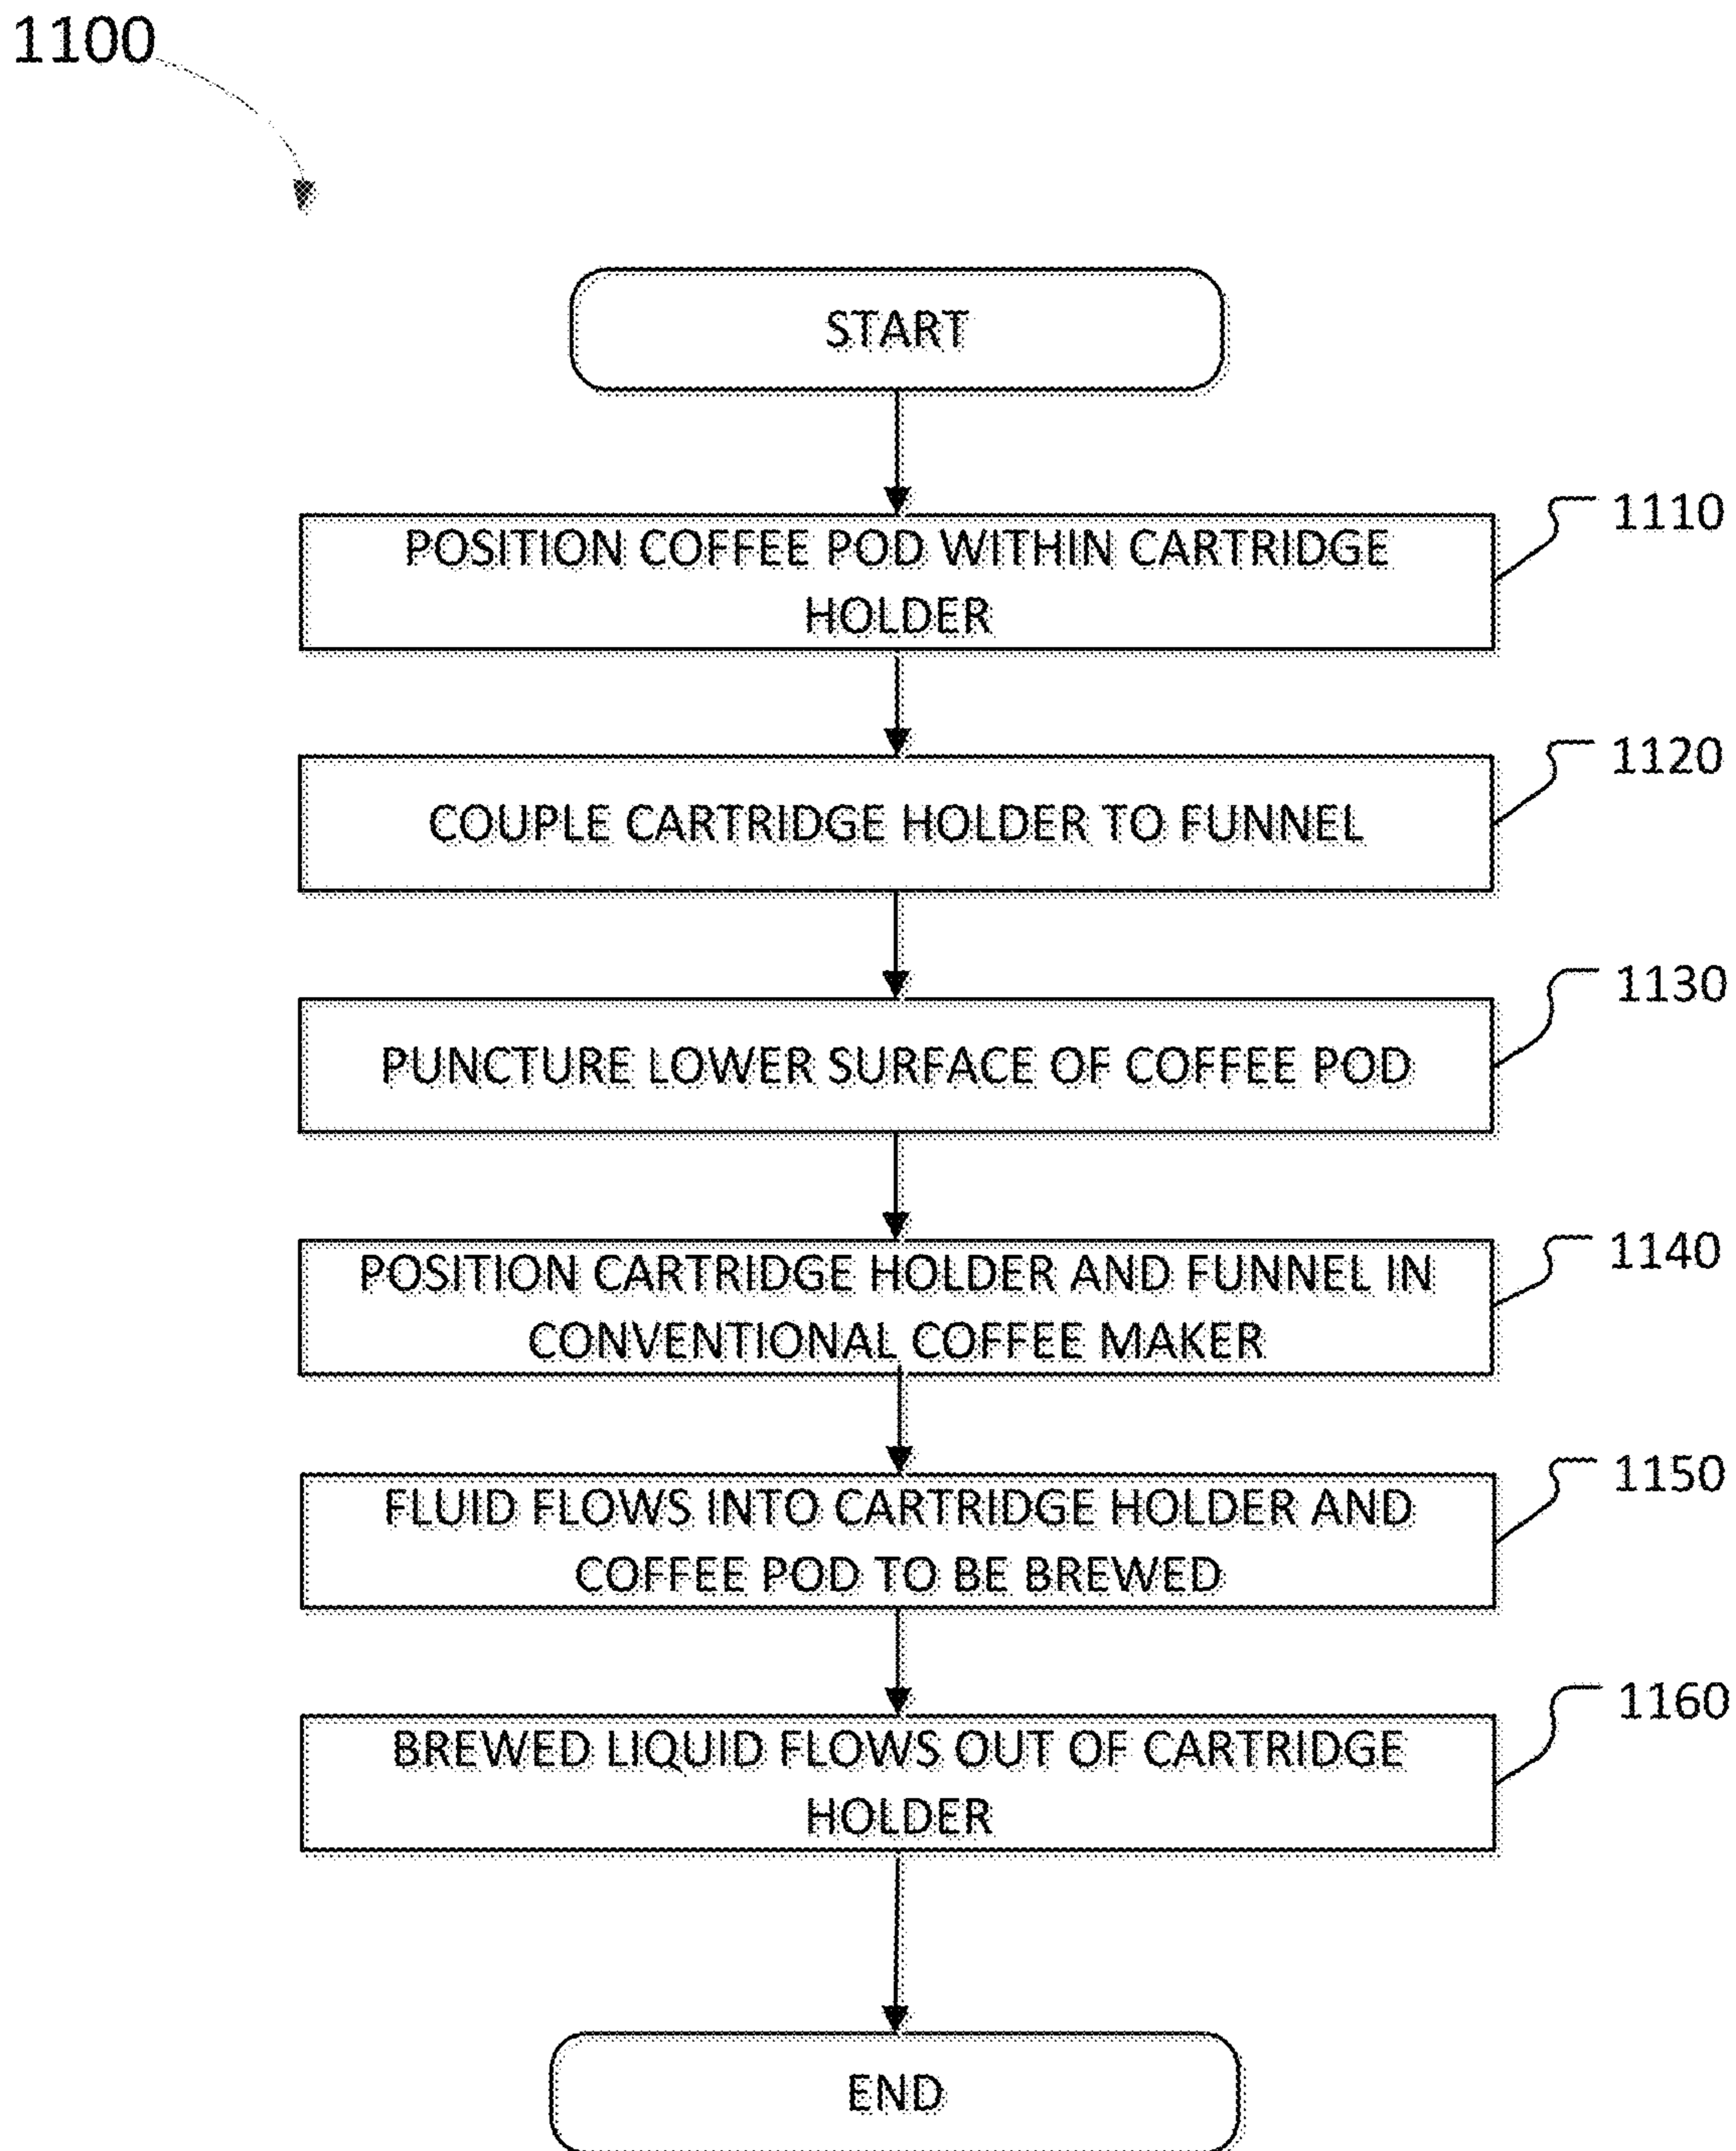 1100
START
POSITION COFFEE POD WITHIN CARTRIDGE
HOLDER
1110
COUPLE CARTRIDGE HOLDER TO FUNNEL
1120
PUNCTURE LOWER SURFACE OF COFFEE POD
1130
POSITION CARTRIDGE HOLDER AND FUNNEL IN
CONVENTIONAL COFFEE MAKER
1140
FLUID FLOWS INTO CARTRIDGE HOLDER AND
COFFEE POD TO BE BREWED
1150
BREWED LIQUID FLOWS OUT OF CARTRIDGE
HOLDER
1160
END